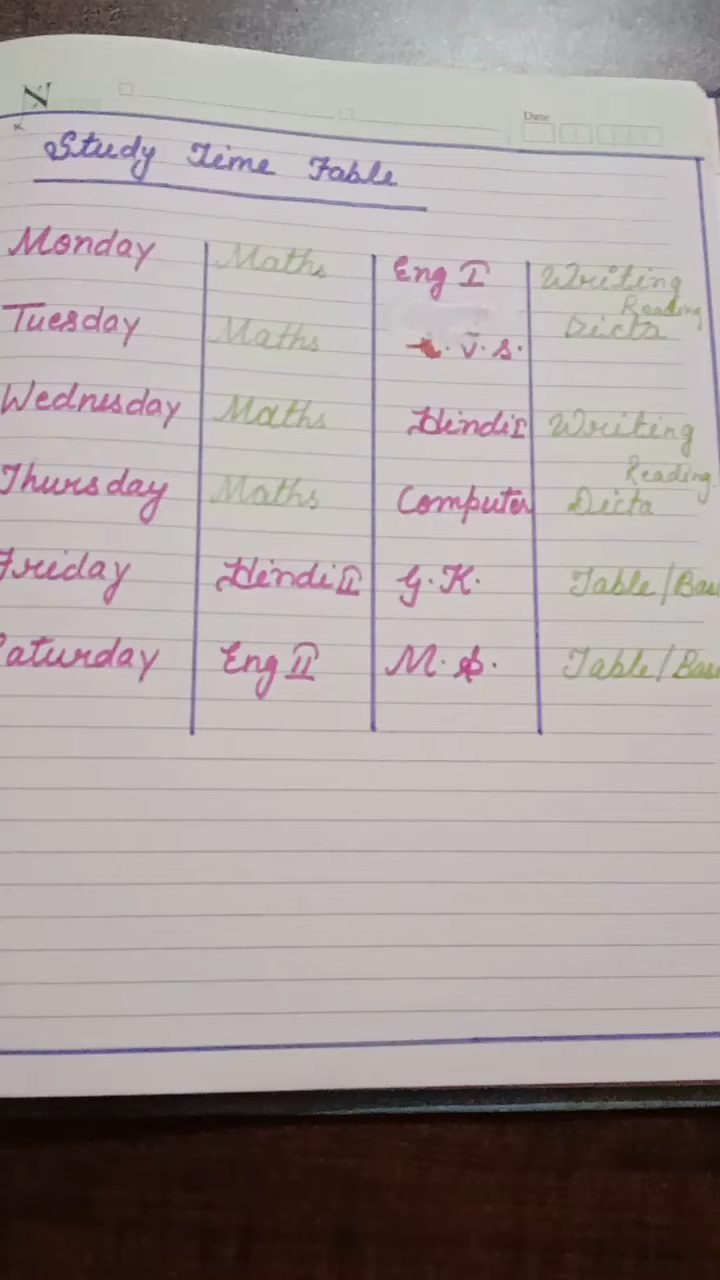 N
Date
Study Time Table
Monday Maths Eng I Writing
Reading
Tuesday Maths . V. S. Dicta
Wednesday Maths Hindi I Writing
Reading
Thursday Maths Computer Dicta
Friday Hindi II G. K. Table/
Saturday Eng II M. S. Table/